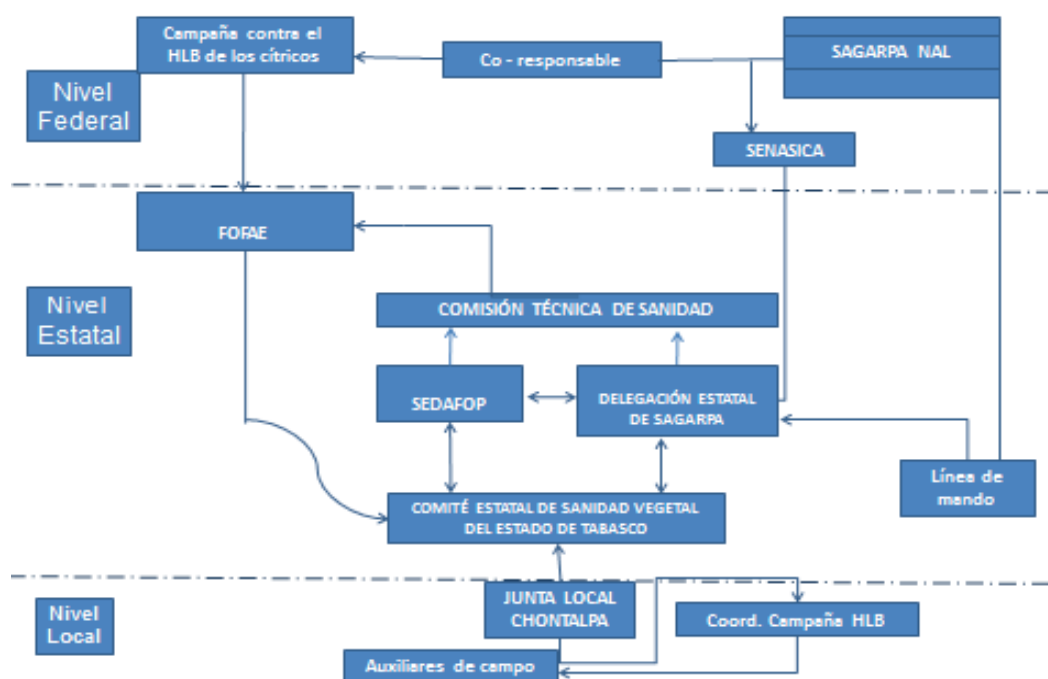 Campaña contra el
HLB de los cítricos
Co - responsable
SAGARPA NAL
Nivel
Federal
SENASICA
FOFAE
Nivel
Estatal
COMISIÓN TÉCNICA DE SANIDAD
SEDAFOP
DELEGACIÓN ESTATAL
DE SAGARPA
Línea de
mando
COMITÉ ESTATAL DE SANIDAD VEGETAL
DEL ESTADO DE TABASCO
Nivel
Local
JUNTA LOCAL
CHONTALPA
Coord. Campaña HLB
Auxiliares de campo